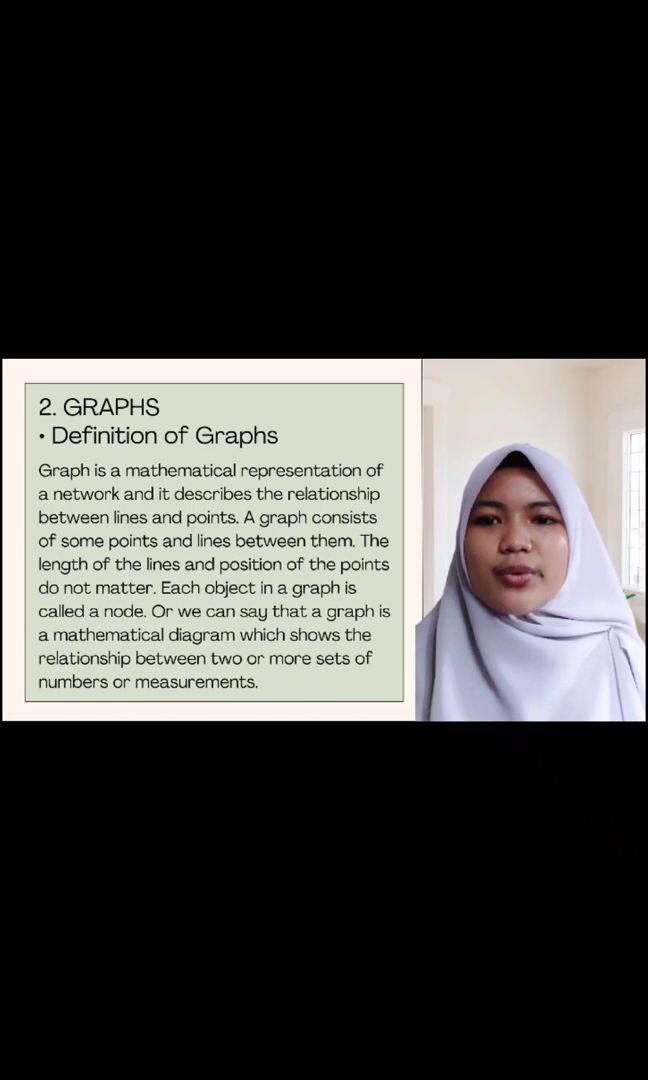 2. GRAPHS
• Definition of Graphs
Graph is a mathematical representation of
a network and it describes the relationship
between lines and points. A graph consists
of some points and lines between them. The
length of the lines and position of the points
do not matter. Each object in a graph is
called a node. Or we can say that a graph is
a mathematical diagram which shows the
relationship between two or more sets of
numbers or measurements.